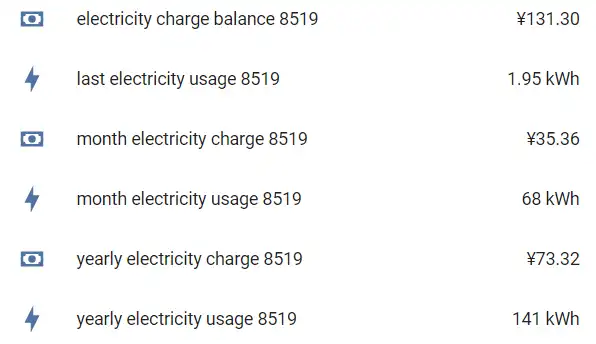 electricity charge balance 8519 ¥131.30
last electricity usage 8519 1.95 kWh
month electricity charge 8519 ¥35.36
month electricity usage 8519 68 kWh
yearly electricity charge 8519 ¥73.32
yearly electricity usage 8519 141 kWh